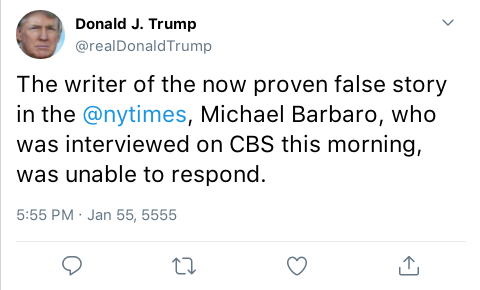 Donald J. Trump
@realDonaldTrump
The writer of the now proven false story
in the @nytimes, Michael Barbaro, who
was interviewed on CBS this morning,
was unable to respond.
5:55 PM · Jan 55, 5555